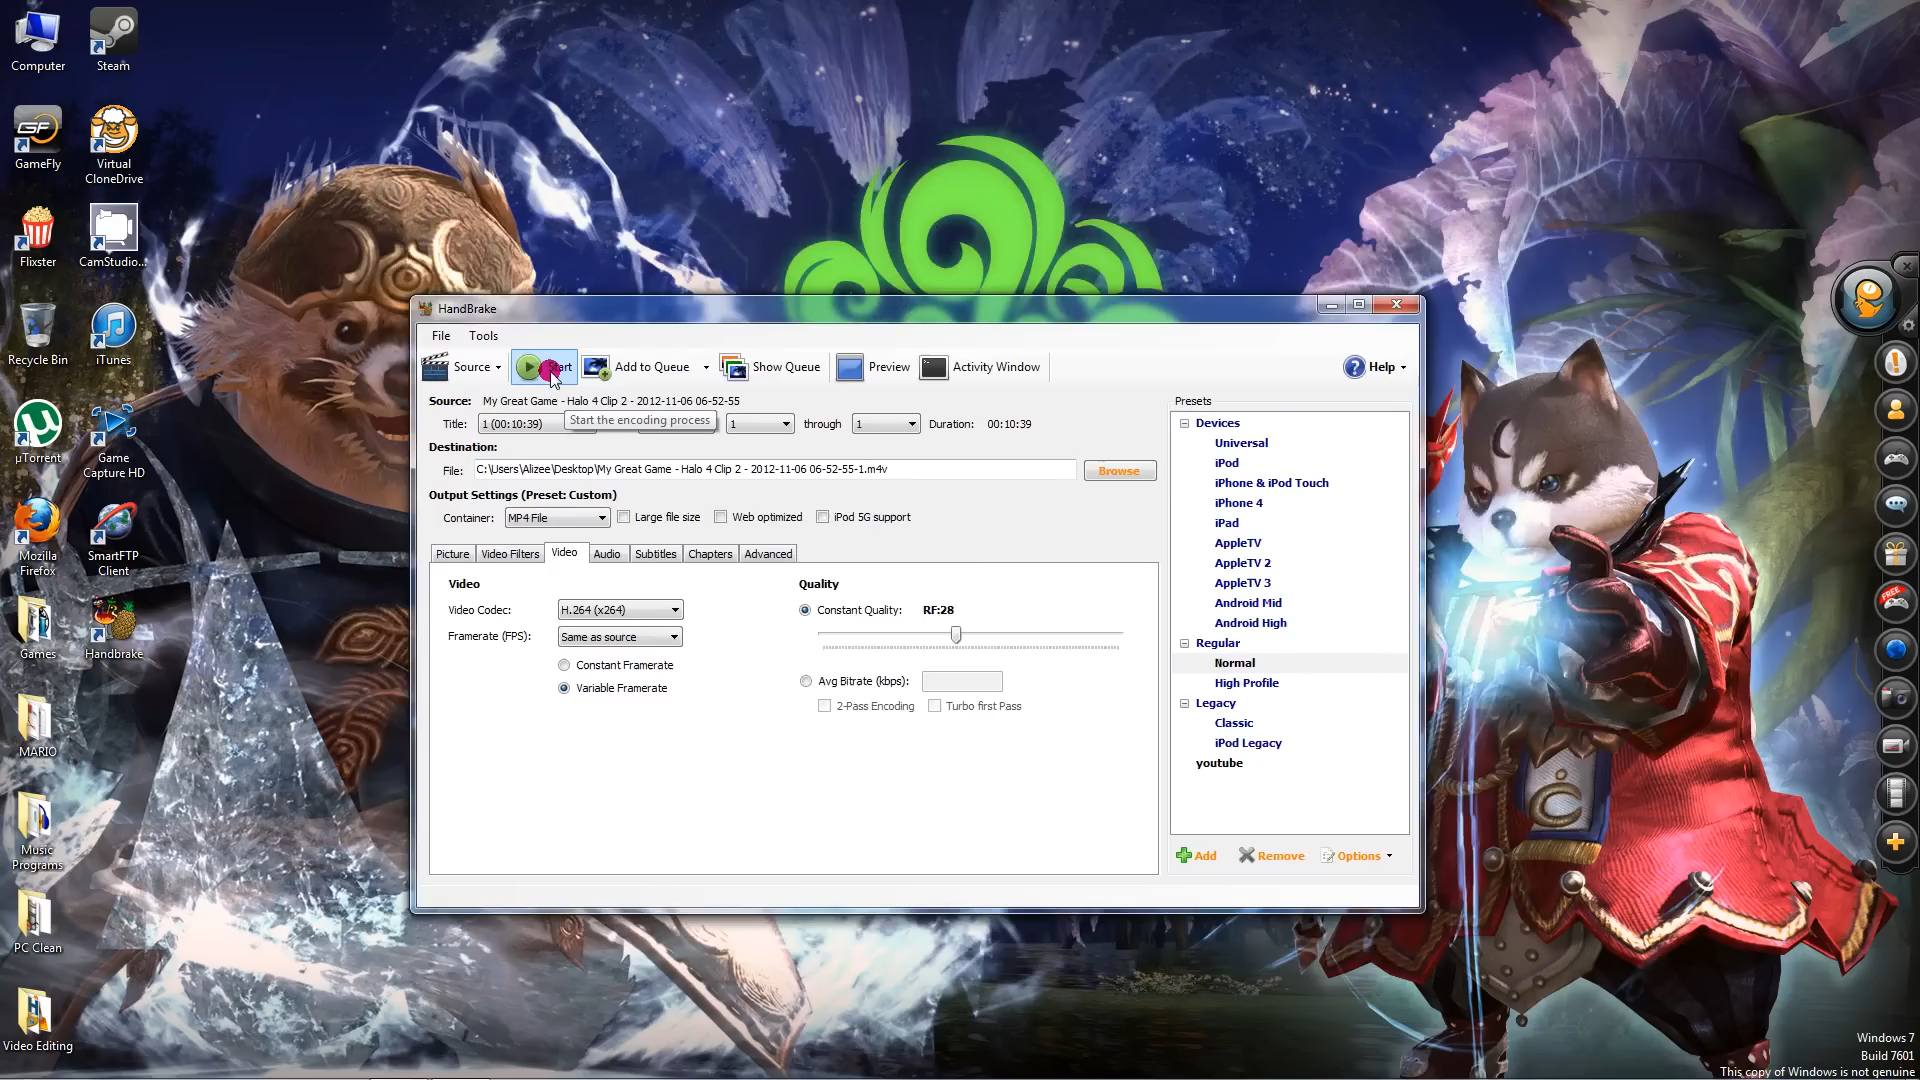 Computer
Steam
GameFly
Virtual
CloneDrive
Flixster
CamStudio...
Recycle Bin
iTunes
µTorrent
Game
Capture HD
Mozilla
Firefox
SmartFTP
Client
Games
Handbrake
MARIO
Music
Programs
PC Clean
Video Editing
HandBrake
File Tools
Source Start Add to Queue Show Queue Preview Activity Window Help
Source: My Great Game - Halo 4 Clip 2 - 2012-11-06 06-52-55
Start the encoding process
Title: 1 (00:10:39) 1 through 1 Duration: 00:10:39
Destination:
File: C:\Users\Alizee\Desktop\My Great Game - Halo 4 Clip 2 - 2012-11-06 06-52-55-1.m4v Browse
Output Settings (Preset: Custom)
Container: MP4 File Large file size Web optimized iPod 5G support
Picture Video Filters Video Audio Subtitles Chapters Advanced
Video
Video Codec: H.264 (x264)
Framerate (FPS): Same as source
Constant Framerate
Variable Framerate
Quality
Constant Quality: RF:28
Avg Bitrate (kbps):
2-Pass Encoding Turbo first Pass
Presets
Devices
Universal
iPod
iPhone & iPod Touch
iPhone 4
iPad
AppleTV
AppleTV 2
AppleTV 3
Android Mid
Android High
Regular
Normal
High Profile
Legacy
Classic
iPod Legacy
youtube
Add Remove Options
FREE
Windows 7
Build 7601
This copy of Windows is not genuine